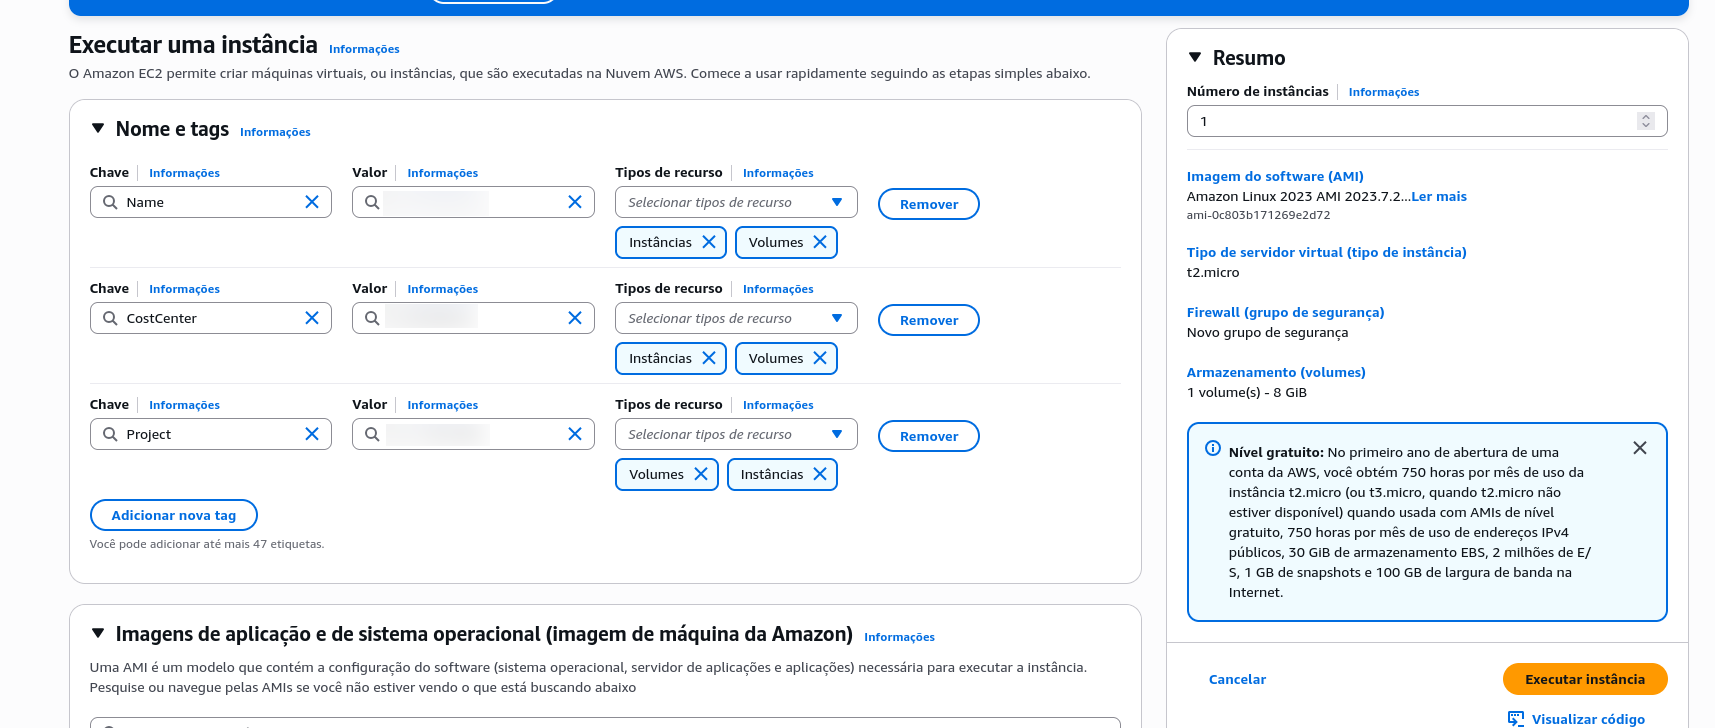 Executar uma instância Informações
O Amazon EC2 permite criar máquinas virtuais, ou instâncias, que são executadas na Nuvem AWS. Comece a usar rapidamente seguindo as etapas simples abaixo.
Nome e tags Informações
Chave Informações Valor Informações Tipos de recurso Informações
Name Selecionar tipos de recurso Remover
Instâncias Volumes
Chave Informações Valor Informações Tipos de recurso Informações
CostCenter Selecionar tipos de recurso Remover
Instâncias Volumes
Chave Informações Valor Informações Tipos de recurso Informações
Project Selecionar tipos de recurso Remover
Volumes Instâncias
Adicionar nova tag
Você pode adicionar até mais 47 etiquetas.
Imagens de aplicação e de sistema operacional (imagem de máquina da Amazon) Informações
Uma AMI é um modelo que contém a configuração do software (sistema operacional, servidor de aplicações e aplicações) necessária para executar a instância.
Pesquise ou navegue pelas AMIs se você não estiver vendo o que está buscando abaixo
Resumo
Número de instâncias Informações
1
Imagem do software (AMI)
Amazon Linux 2023 AMI 2023.7.2...Ler mais
ami-0c803b171269e2d72
Tipo de servidor virtual (tipo de instância)
t2.micro
Firewall (grupo de segurança)
Novo grupo de segurança
Armazenamento (volumes)
1 volume(s) - 8 GiB
Nível gratuito: No primeiro ano de abertura de uma
conta da AWS, você obtém 750 horas por mês de uso da
instância t2.micro (ou t3.micro, quando t2.micro não
estiver disponível) quando usada com AMIs de nível
gratuito, 750 horas por mês de uso de endereços IPv4
públicos, 30 GiB de armazenamento EBS, 2 milhões de E/
S, 1 GB de snapshots e 100 GB de largura de banda na
Internet.
Cancelar Executar instância
Visualizar código